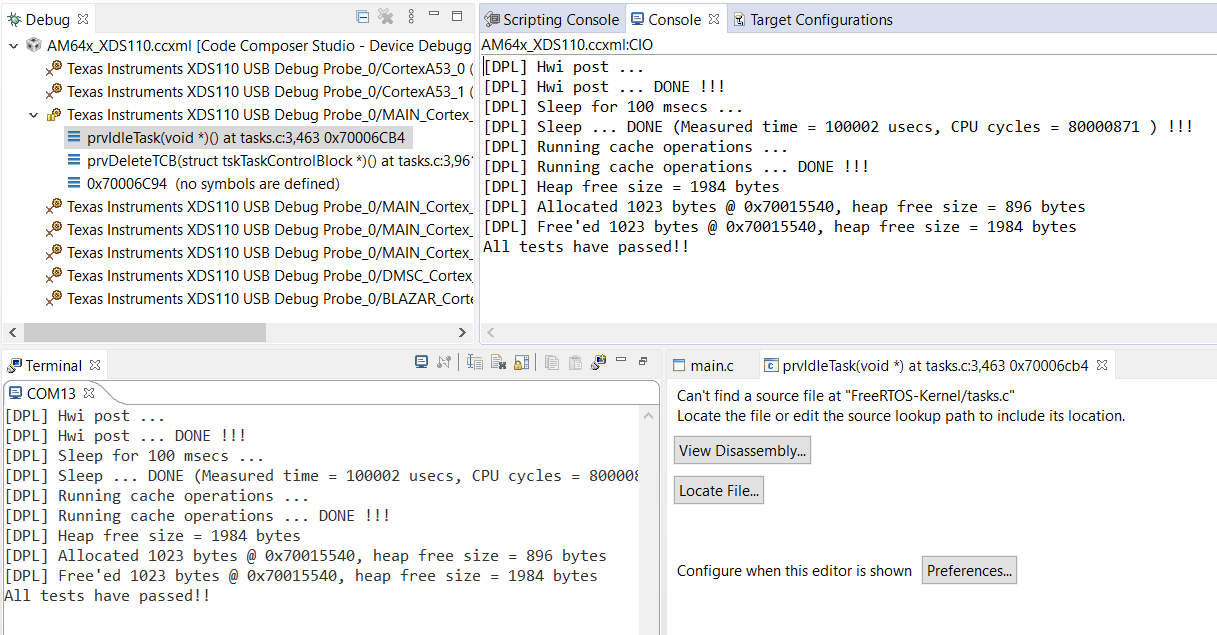 Debug
AM64x_XDS110.ccxml [Code Composer Studio - Device Debugg
Texas Instruments XDS110 USB Debug Probe_0/CortexA53_0 (
Texas Instruments XDS110 USB Debug Probe_0/CortexA53_1 (
Texas Instruments XDS110 USB Debug Probe_0/MAIN_Cortex_
prvIdleTask(void *)() at tasks.c:3,463 0x70006CB4
prvDeleteTCB(struct tskTaskControlBlock *)() at tasks.c:3,961
0x70006C94 (no symbols are defined)
Texas Instruments XDS110 USB Debug Probe_0/MAIN_Cortex_
Texas Instruments XDS110 USB Debug Probe_0/MAIN_Cortex_
Texas Instruments XDS110 USB Debug Probe_0/MAIN_Cortex_
Texas Instruments XDS110 USB Debug Probe_0/DMSC_Cortex_
Texas Instruments XDS110 USB Debug Probe_0/BLAZAR_Corte
Scripting Console
Console
Target Configurations
AM64x_XDS110.ccxml:CIO
[DPL] Hwi post ...
[DPL] Hwi post ... DONE !!!
[DPL] Sleep for 100 msecs ...
[DPL] Sleep ... DONE (Measured time = 100002 usecs, CPU cycles = 80000871 ) !!!
[DPL] Running cache operations ...
[DPL] Running cache operations ... DONE !!!
[DPL] Heap free size = 1984 bytes
[DPL] Allocated 1023 bytes @ 0x70015540, heap free size = 896 bytes
[DPL] Free'ed 1023 bytes @ 0x70015540, heap free size = 1984 bytes
All tests have passed!!
Terminal
COM13
[DPL] Hwi post ...
[DPL] Hwi post ... DONE !!!
[DPL] Sleep for 100 msecs ...
[DPL] Sleep ... DONE (Measured time = 100002 usecs, CPU cycles = 800008
[DPL] Running cache operations ...
[DPL] Running cache operations ... DONE !!!
[DPL] Heap free size = 1984 bytes
[DPL] Allocated 1023 bytes @ 0x70015540, heap free size = 896 bytes
[DPL] Free'ed 1023 bytes @ 0x70015540, heap free size = 1984 bytes
All tests have passed!!
main.c
prvIdleTask(void *) at tasks.c:3,463 0x70006cb4
Can't find a source file at "FreeRTOS-Kernel/tasks.c"
Locate the file or edit the source lookup path to include its location.
View Disassembly...
Locate File...
Configure when this editor is shown
Preferences...